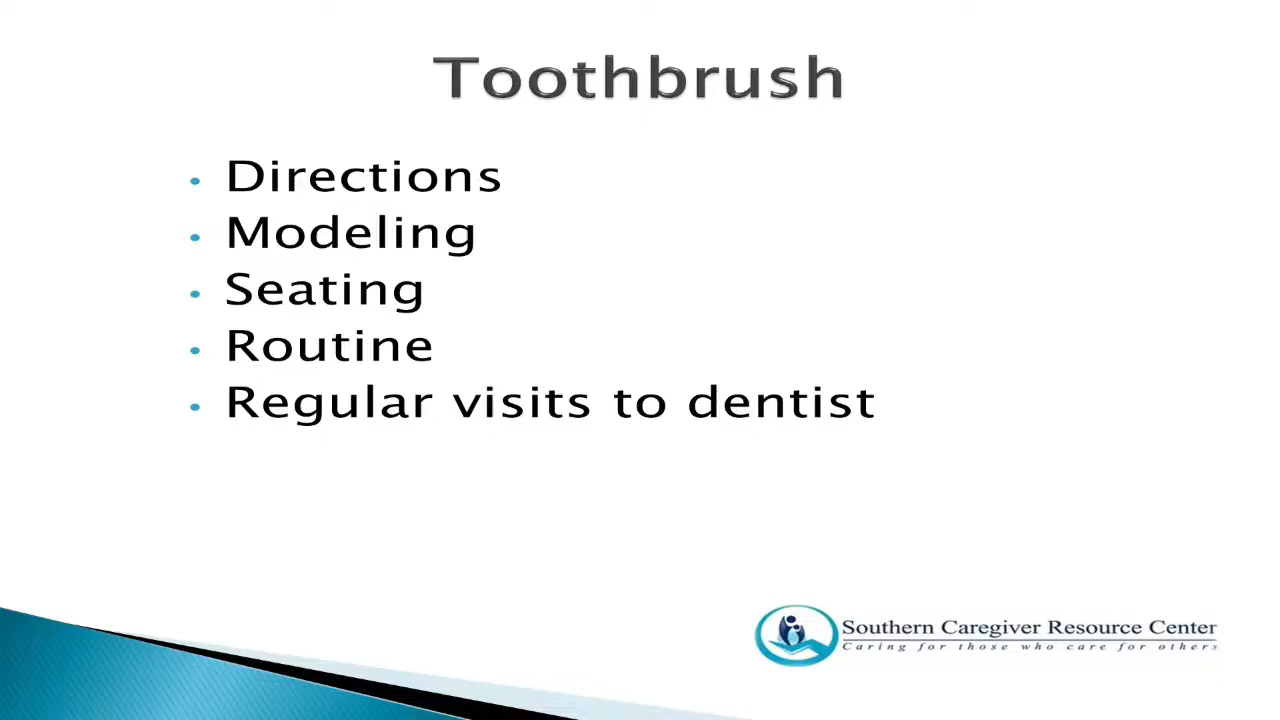 Toothbrush
• Directions
• Modeling
• Seating
• Routine
• Regular visits to dentist
Southern Caregiver Resource Center
Caring for those who care for others